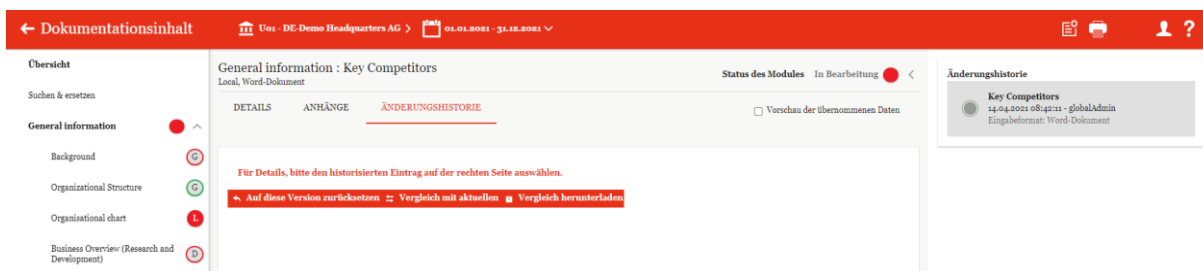 ← Dokumentationsinhalt
U01 - DE-Demo Headquarters AG > 01.01.2021 - 31.12.2021
?
Übersicht
Suchen & ersetzen
General information
Background
G
Organizational Structure
G
Organisational chart
L
Business Overview (Research and
Development)
D
General information : Key Competitors
Local, Word-Dokument
Status des Modules In Bearbeitung
DETAILS ANHÄNGE ÄNDERUNGSHISTORIE
Vorschau der übernommenen Daten
Für Details, bitte den historisierten Eintrag auf der rechten Seite auswählen.
Auf diese Version zurücksetzen Vergleich mit aktuellen Vergleich herunterladen
Änderungshistorie
Key Competitors
14.04.2021 08:42:11 - globalAdmin
Eingabeformat: Word-Dokument